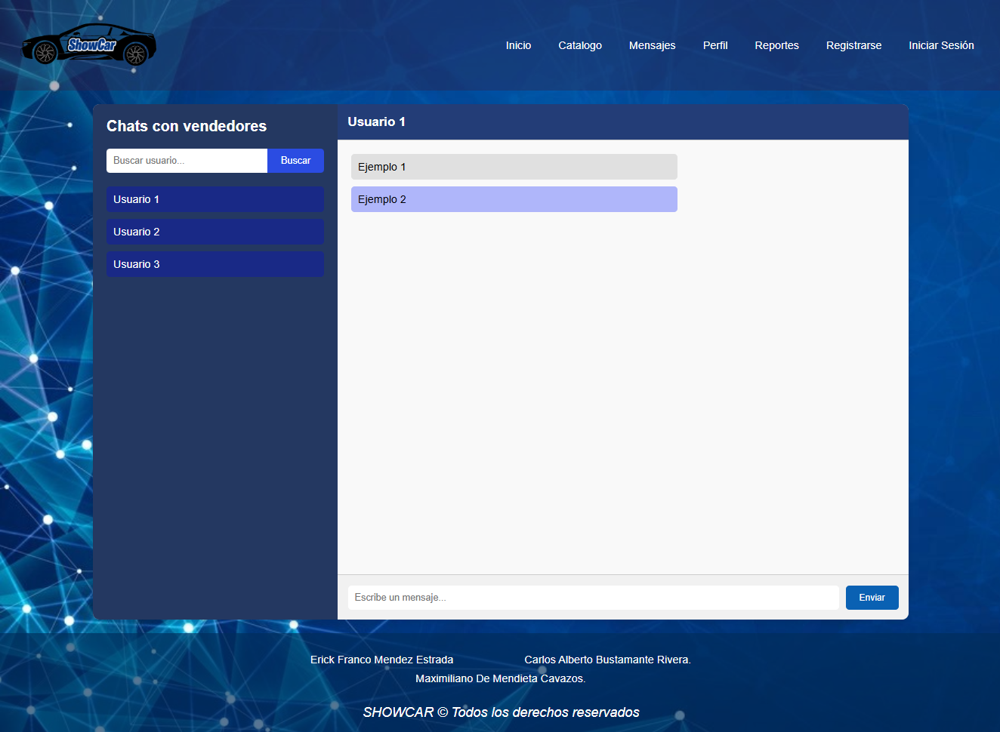 ShowCar
Inicio Catalogo Mensajes Perfil Reportes Registrarse Iniciar Sesión
Chats con vendedores
Buscar usuario... Buscar
Usuario 1
Usuario 2
Usuario 3
Usuario 1
Ejemplo 1
Ejemplo 2
Escribe un mensaje... Enviar
Erick Franco Mendez Estrada Carlos Alberto Bustamante Rivera.
Maximiliano De Mendieta Cavazos.
SHOWCAR © Todos los derechos reservados